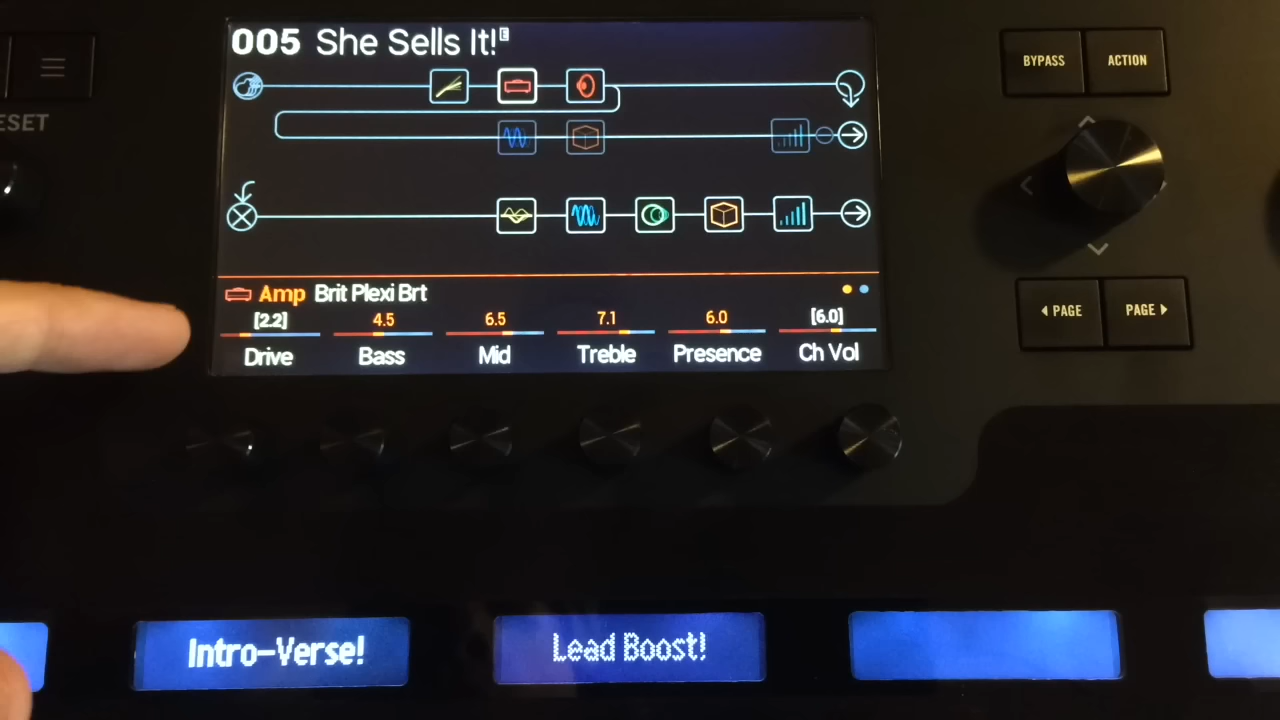 005 She Sells It! E
BYPASS
ACTION
ESET
Amp Brit Plexi Brt
[2.2] 4.5 6.5 7.1 6.0 [6.0]
Drive Bass Mid Treble Presence Ch Vol
PAGE
PAGE
Intro-Verse!
Lead Boost!